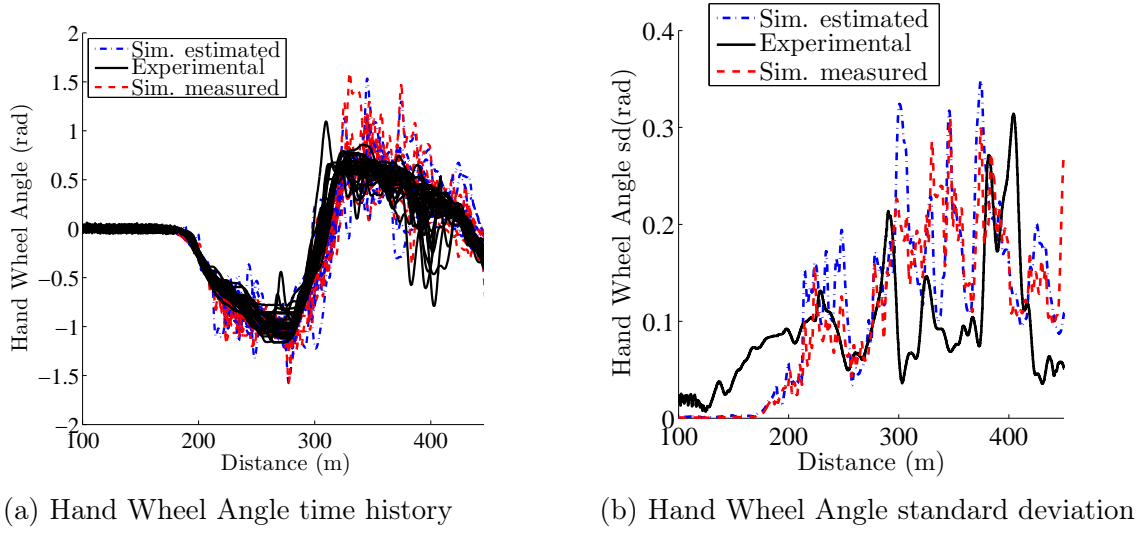 2
1.5
1
0.5
0
−0.5
−1
−1.5
−2
100
200
300
400
Hand Wheel Angle (rad)
Distance (m)
Sim. estimated
Experimental
Sim. measured
(a) Hand Wheel Angle time history
0.4
0.3
0.2
0.1
0
100
200
300
400
Hand Wheel Angle sd(rad)
Distance (m)
Sim. estimated
Experimental
Sim. measured
(b) Hand Wheel Angle standard deviation